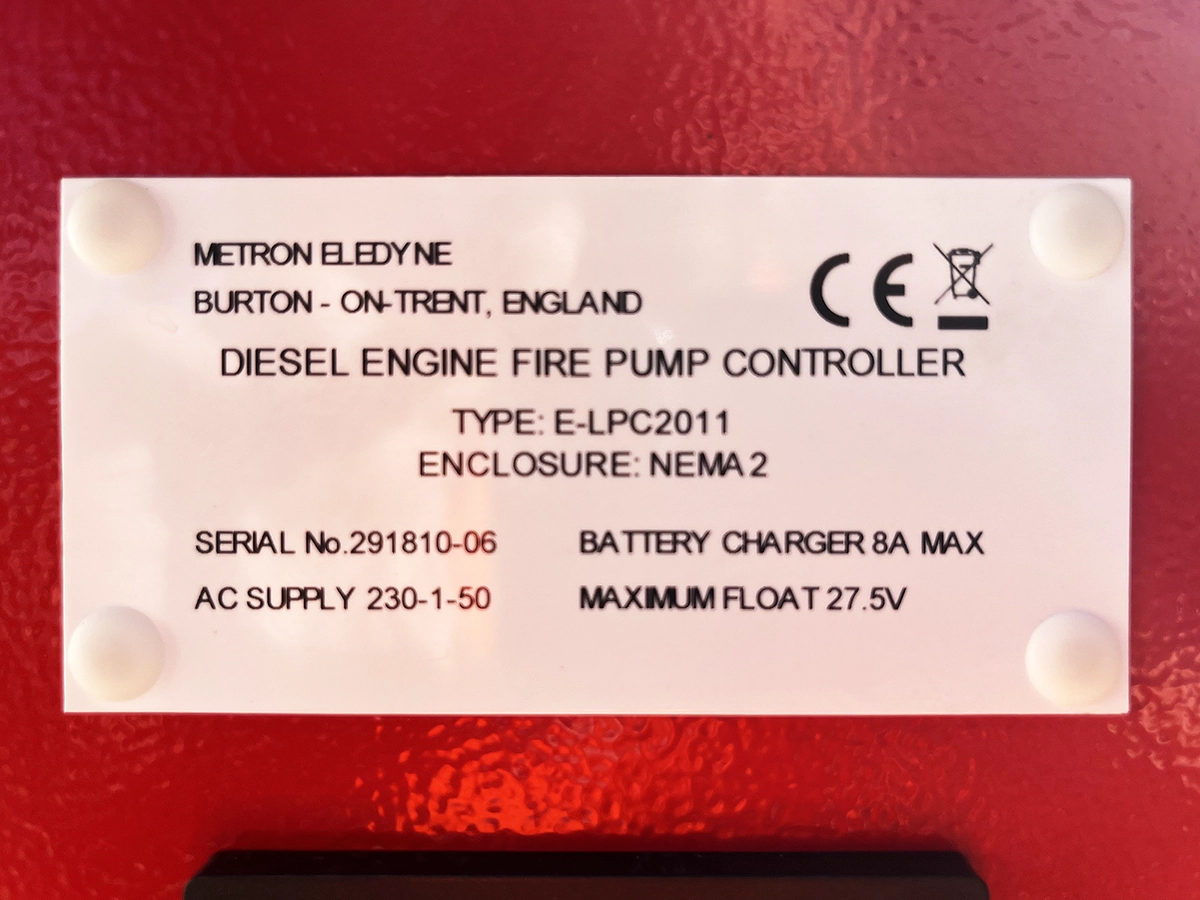 METRON ELEDYNE
BURTON - ON-TRENT, ENGLAND
CE
DIESEL ENGINE FIRE PUMP CONTROLLER
TYPE: E-LPC2011
ENCLOSURE: NEMA 2
SERIAL No.291810-06
BATTERY CHARGER 8A MAX
AC SUPPLY 230-1-50
MAXIMUM FLOAT 27.5V